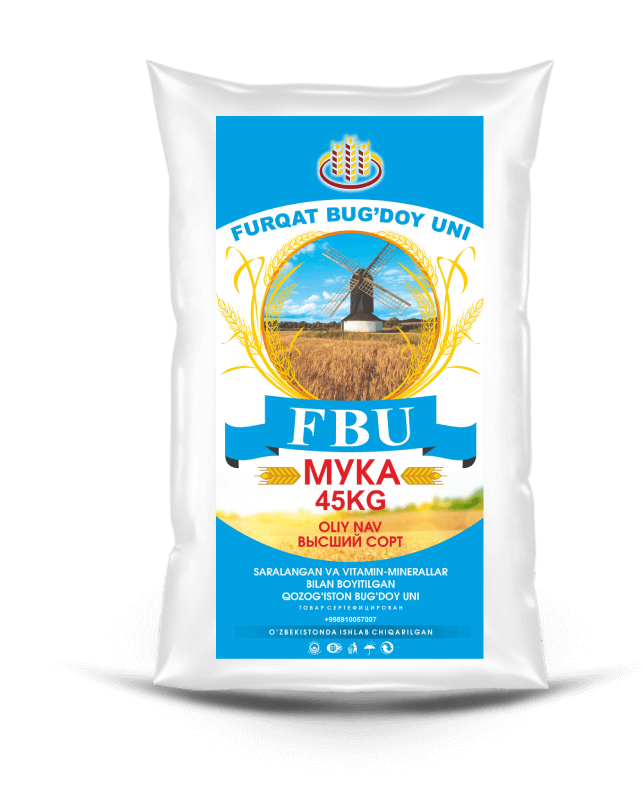 FURQAT BUG'DOY UNI
FBU
МУКА
45KG
OLIY NAV
ВЫСШИЙ СОРТ
SARALANGAN VA VITAMIN-MINERALLAR
BILAN BOYITILGAN
QOZOG'ISTON BUG'DOY UNI
ТОВАР СЕРТЕФИЦИРОВАН
+998910057007
O'ZBEKISTONDA ISHLAB CHIQARILGAN